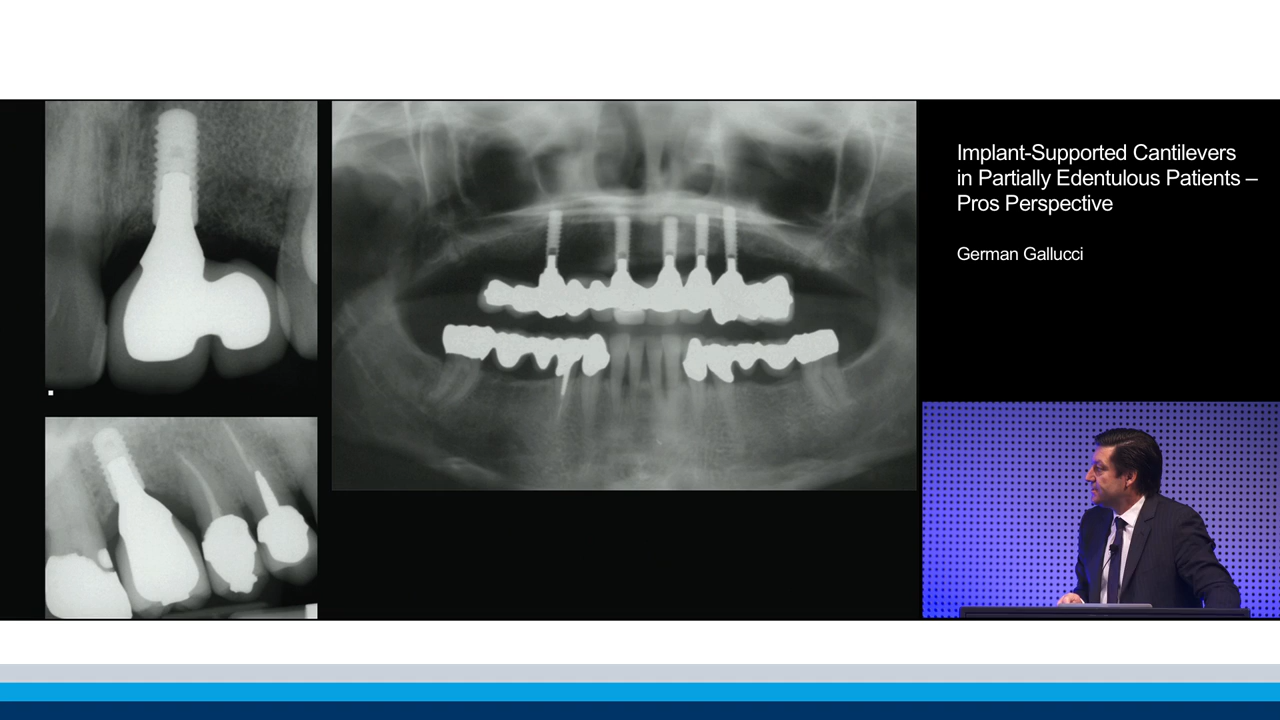 Implant-Supported Cantilevers
in Partially Edentulous Patients –
Pros Perspective
German Gallucci